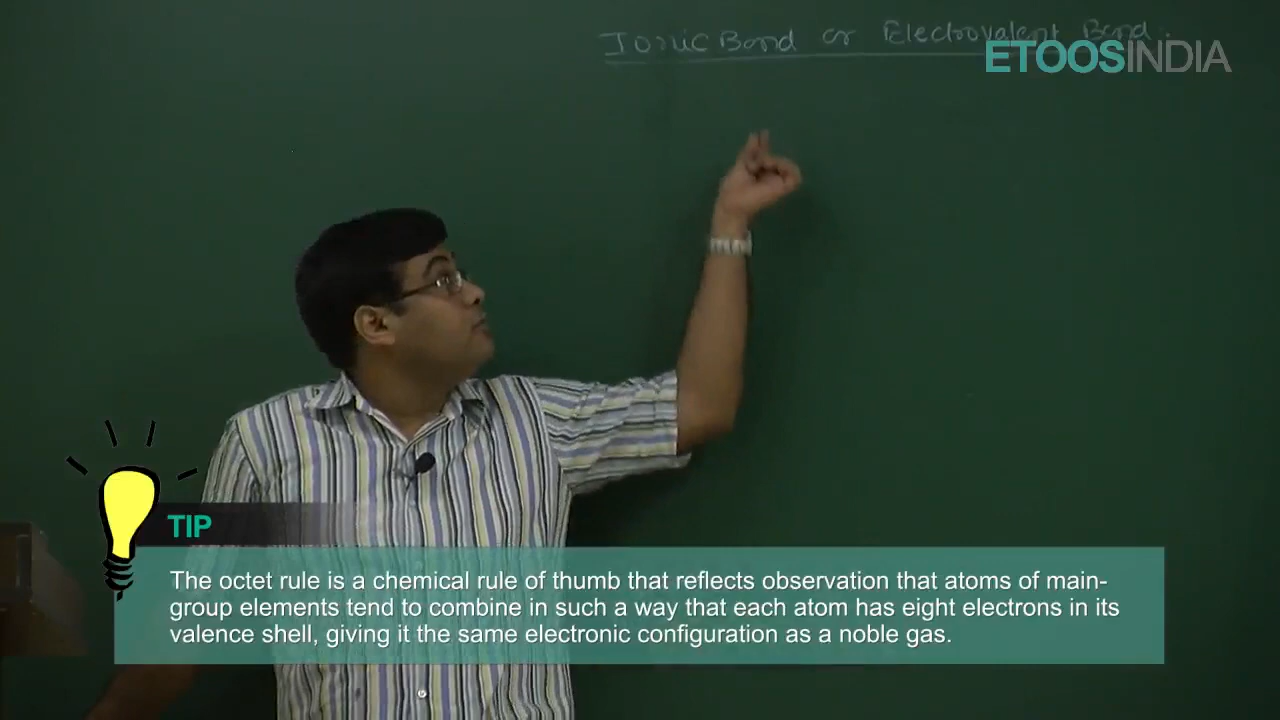 Ionic Bond or Electrovalent Bond.
ETOOSINDIA
TIP
The octet rule is a chemical rule of thumb that reflects observation that atoms of main-
group elements tend to combine in such a way that each atom has eight electrons in its
valence shell, giving it the same electronic configuration as a noble gas.